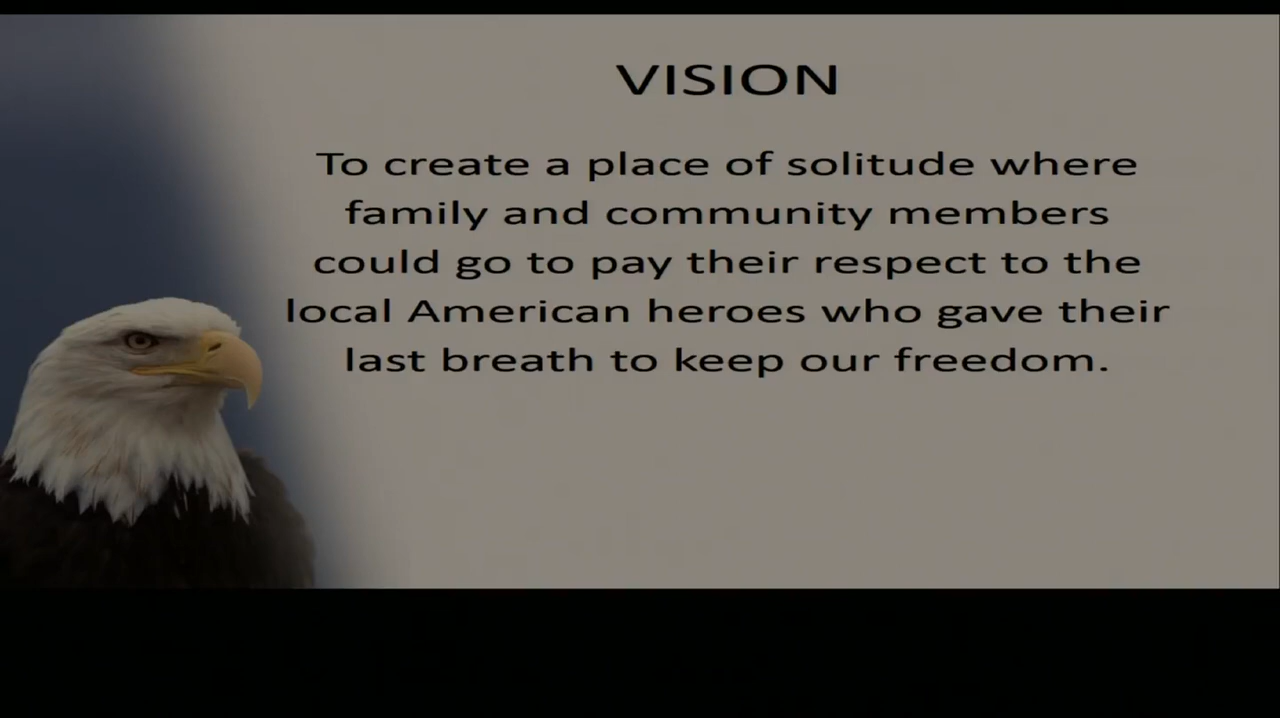 VISION
To create a place of solitude where
family and community members
could go to pay their respect to the
local American heroes who gave their
last breath to keep our freedom.